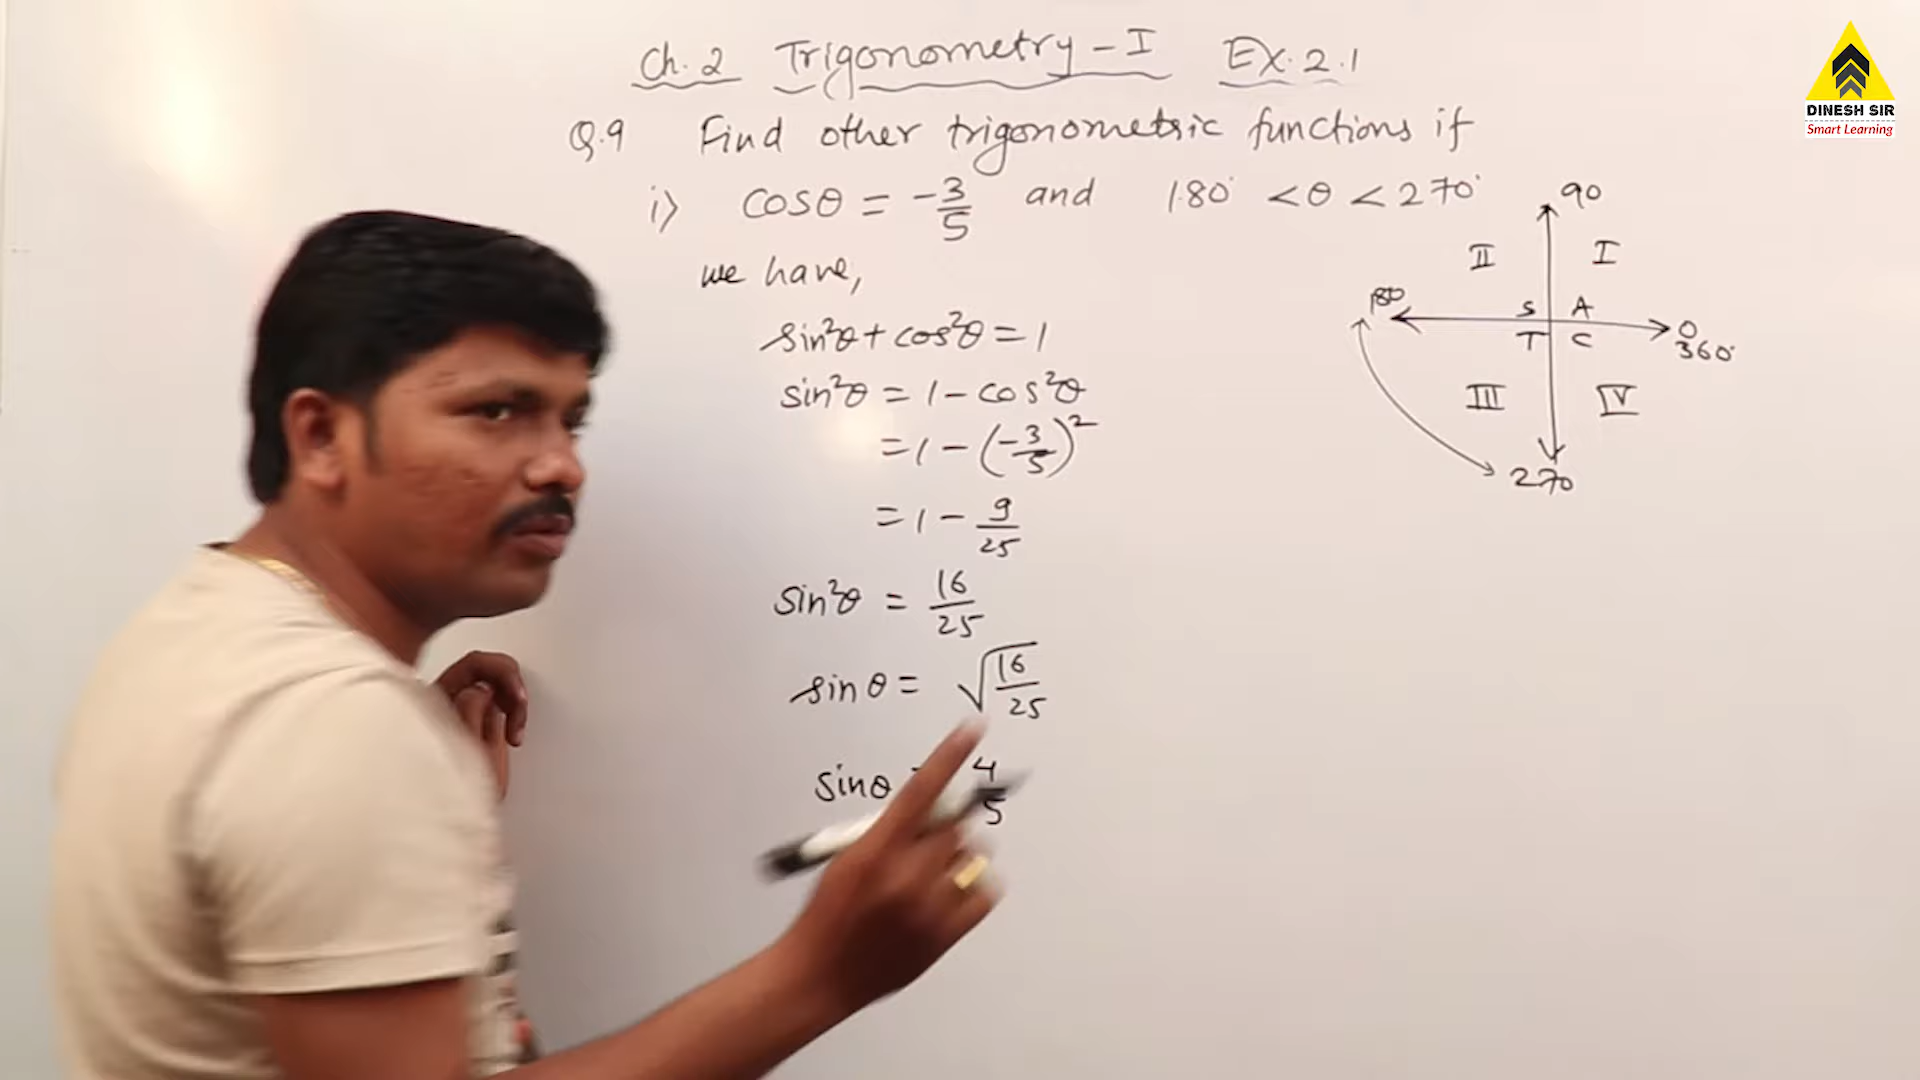 Ch.2 Trigonometry - I Ex. 2.1
Q.9 Find other trigonometric functions if
i) cosθ = -3/5 and 180° < θ < 270°
we have,
sin²θ + cos²θ = 1
sin²θ = 1 - cos²θ
= 1 - (-3/5)²
= 1 - 9/25
sin²θ = 16/25
sinθ = √16/25
sinθ = 4/5
90
II I
180 S A 0
T C 360°
III IV
270
DINESH SIR
Smart Learning